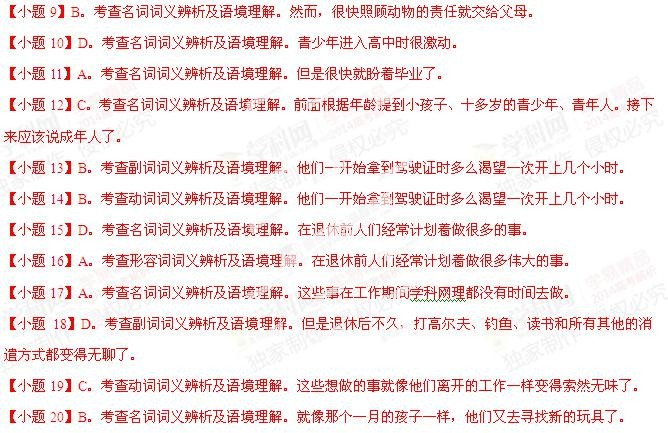 【小题 9】B。考查名词词义辨析及语境理解。然而，很快照顾动物的责任就交给父母。
【小题 10】D。考查名词词义辨析及语境理解。青少年进入高中时很激动。
【小题 11】A。考查名词词义辨析及语境理解。但是很快就盼着毕业了。
【小题 12】C。考查名词词义辨析及语境理解。前面根据年龄提到小孩子、十多岁的青少年、青年人。接下
来应该说成年人了。
【小题 13】B。考查副词词义辨析及语境理解。他们一开始拿到驾驶证时多么渴望一次开上几个小时。
【小题 14】B。考查动词词义辨析及语境理解。他们一开始拿到驾驶证时多么渴望一次开上几个小时。
【小题 15】D。考查名词词义辨析及语境理解。在退休前人们经常计划着做很多的事。
【小题 16】A。考查形容词词义辨析及语境理解。在退休前人们经常计划着做很多伟大的事。
【小题 17】A。考查名词词义辨析及语境理解。这些事在工作期间学科网理都没有时间去做。
【小题 18】D。考查副词词义辨析及语境理解。但是退休后不久，打高尔夫、钓鱼、读书和所有其他的消
遣方式都变得无聊了。
【小题 19】C。考查动词词义辨析及语境理解。这些想做的事就像他们离开的工作一样变得索然无味了。
【小题 20】B。考查名词词义辨析及语境理解。就像那个一月的孩子一样，他们又去寻找新的玩具了。